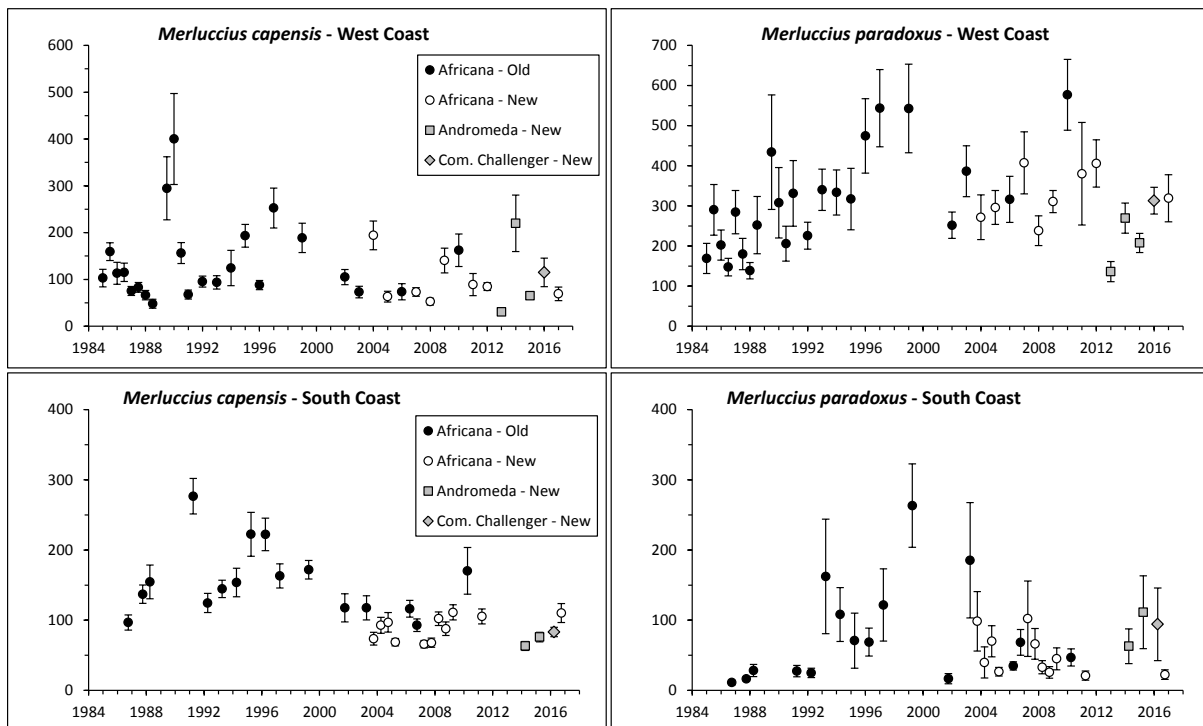 Merluccius capensis - West Coast
600
500
400
300
200
100
0
Africana - Old
Africana - New
Andromeda - New
Com. Challenger - New
1984 1988 1992 1996 2000 2004 2008 2012 2016
Merluccius paradoxus - West Coast
700
600
500
400
300
200
100
0
1984 1988 1992 1996 2000 2004 2008 2012 2016
Merluccius capensis - South Coast
400
300
200
100
0
Africana - Old
Africana - New
Andromeda - New
Com. Challenger - New
1984 1988 1992 1996 2000 2004 2008 2012 2016
Merluccius paradoxus - South Coast
400
300
200
100
0
1984 1988 1992 1996 2000 2004 2008 2012 2016